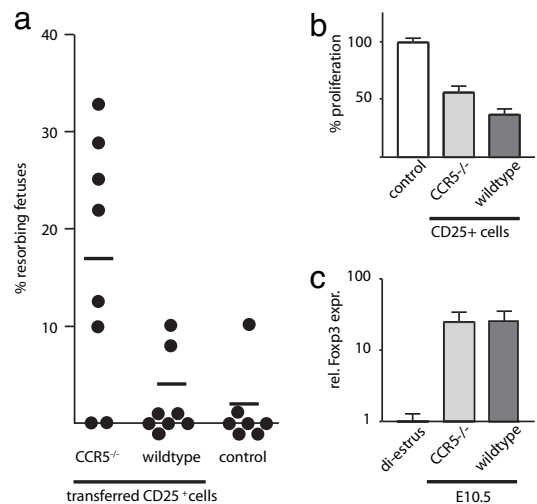 a
40
30
20
10
% resorbing fetuses
CCR5-/-
wildtype
control
transferred CD25 +cells
b
100
50
% proliferation
control
CCR5-/-
wildtype
CD25+ cells
c
100
10
1
rel. Foxp3 expr.
di-estrus
CCR5-/-
wildtype
E10.5